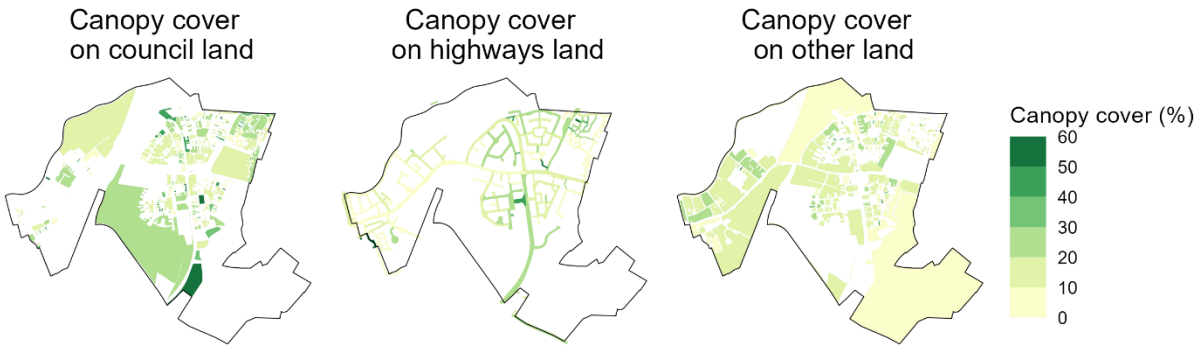 Canopy cover
on council land
Canopy cover
on highways land
Canopy cover
on other land
Canopy cover (%)
60
50
40
30
20
10
0